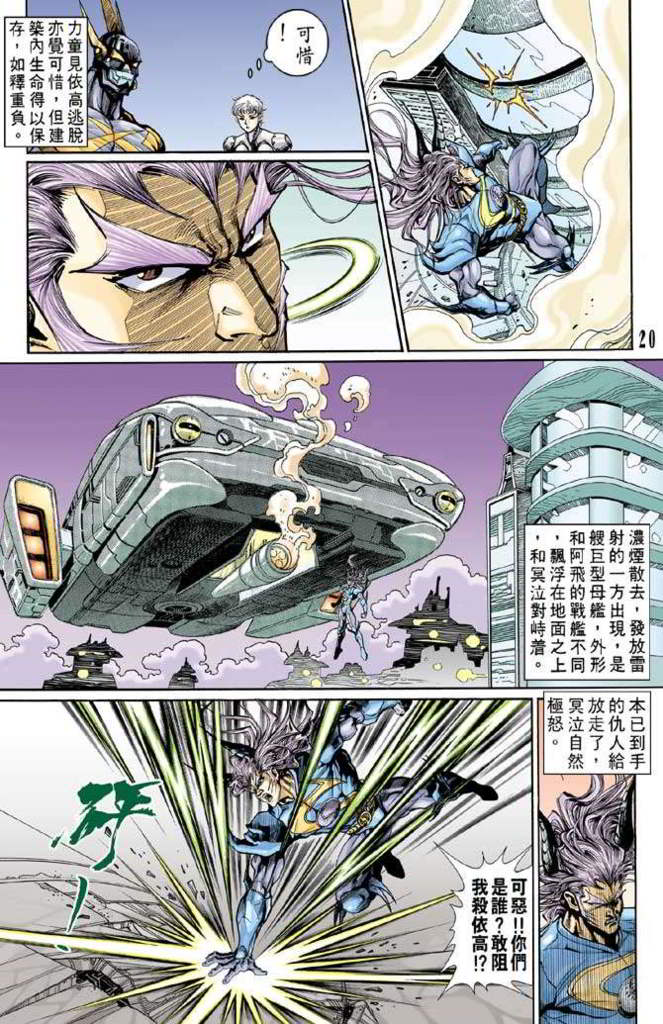 力童見依高逃脫
亦覺可惜，但建
築內生命得以保
存，如釋重負。
可惜
！
20
濃煙散去，發放雷
射的一方出現，是
艘巨型母艦，外形
和阿飛的戰艦不同
，飄浮在地面之上
，和冥泣對峙着。
本已到手
的仇人給
放走了，
冥泣自然
極怒。
可惡!!你們
是誰？敢阻
我殺依高!?
砰！